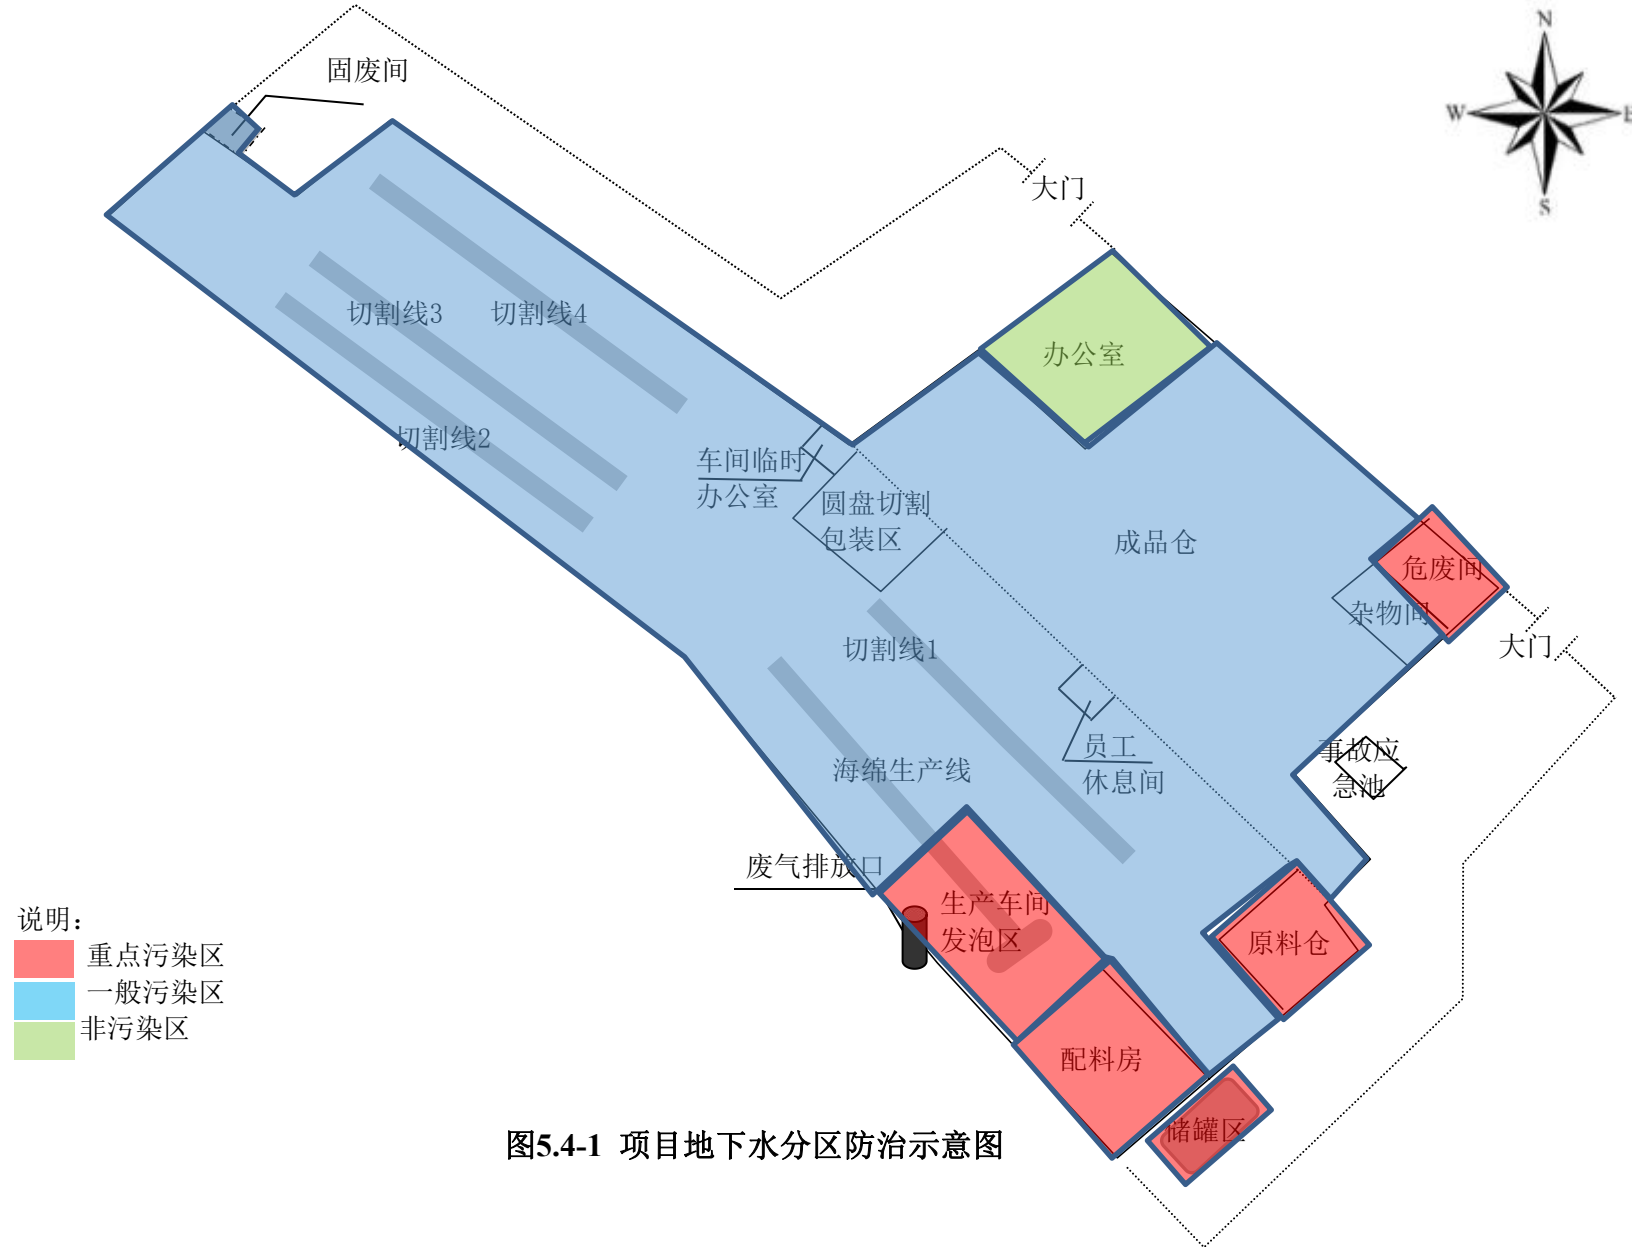 N
固废间
W
E
大门
S
切割线3
切割线4
办公室
切割线2
车间临时
办公室
圆盘切割
包装区
成品仓
危废间
杂物间
大门
切割线1
员工
休息间
事故应
急池
海绵生产线
废气排放口
生产车间
发泡区
原料仓
说明：
重点污染区
一般污染区
非污染区
配料房
储罐区
图5.4-1 项目地下水分区防治示意图